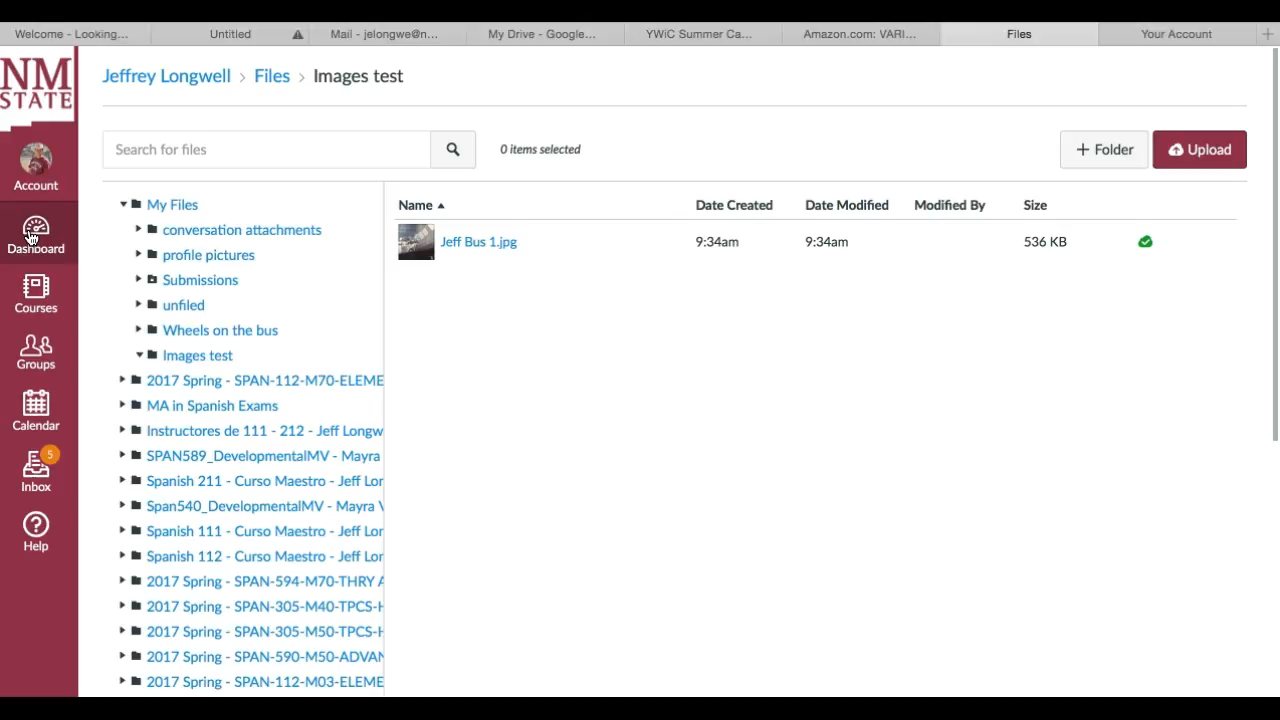 Welcome - Looking... Untitled Mail - jelongwe@n... My Drive - Google... YWiC Summer Ca... Amazon.com: VARI... Files Your Account
NM
STATE
Jeffrey Longwell > Files > Images test
Search for files 0 items selected + Folder Upload
Account
Dashboard
Courses
Groups
Calendar
5
Inbox
Help
My Files
conversation attachments
profile pictures
Submissions
unfiled
Wheels on the bus
Images test
2017 Spring - SPAN-112-M70-ELEME
MA in Spanish Exams
Instructores de 111 - 212 - Jeff Longw
SPAN589_DevelopmentalMV - Mayra
Spanish 211 - Curso Maestro - Jeff Lor
Span540_DevelopmentalMV - Mayra V
Spanish 111 - Curso Maestro - Jeff Lor
Spanish 112 - Curso Maestro - Jeff Lor
2017 Spring - SPAN-594-M70-THRY A
2017 Spring - SPAN-305-M40-TPCS-H
2017 Spring - SPAN-305-M50-TPCS-H
2017 Spring - SPAN-590-M50-ADVAN
2017 Spring - SPAN-112-M03-ELEME
Name Date Created Date Modified Modified By Size
Jeff Bus 1.jpg 9:34am 9:34am 536 KB